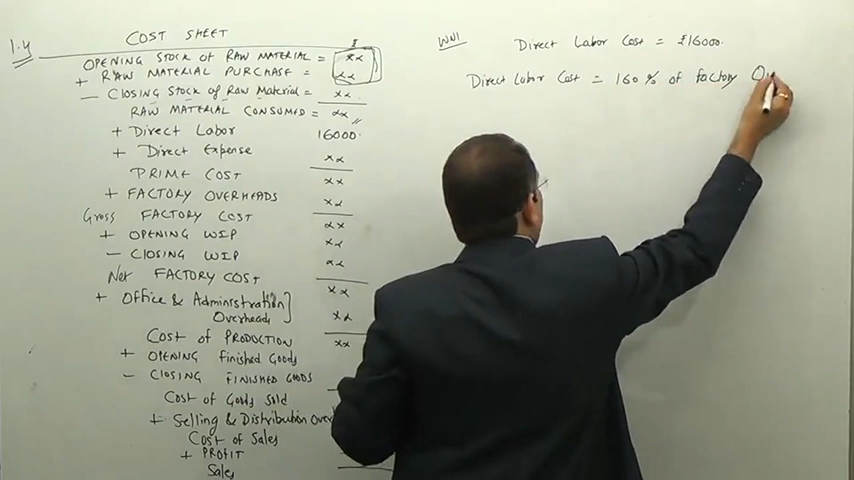 1.4
COST SHEET
OPENING STOCK OF RAW MATERIAL = xx
+ RAW MATERIAL PURCHASE = xx
- CLOSING STOCK OF RAW Material = xx
RAW MATERIAL CONSUMED = xx
+ Direct Labor 16000
+ Direct Expense xx
PRIME COST xx
+ FACTORY OVERHEADS xx
Gross FACTORY COST xx
+ OPENING WIP xx
- CLOSING WIP xx
Net FACTORY COST xx
+ Office & Adminisration
Overheads xx
Cost of PRODUCTION xx
+ OPENING Finished Goods
- CLOSING FINISHED GOODS
Cost of Goods Sold
+ Selling & Distribution Over
Cost of Sales
+ PROFIT
Sales
WN1
Direct Labor Cost = ₹16000.
Direct Labor Cost = 160% of factory Ov